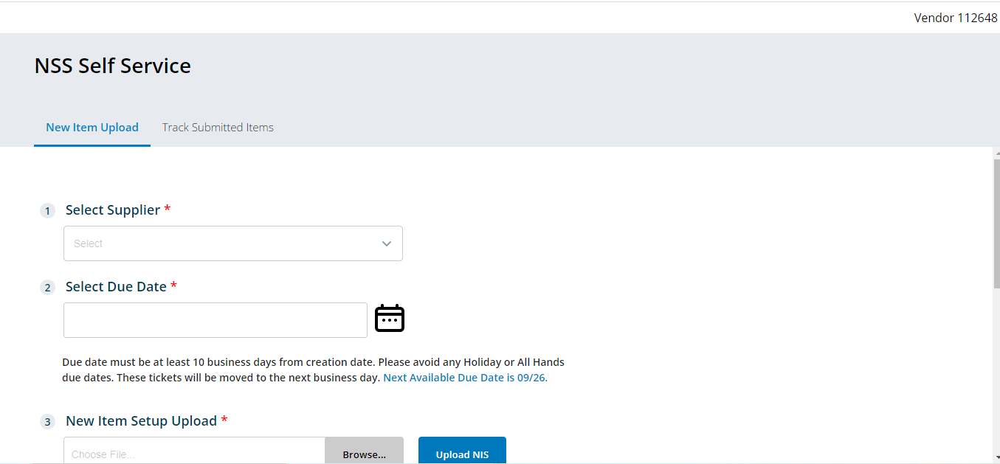 Vendor 112648
NSS Self Service
New Item Upload Track Submitted Items
1 Select Supplier *
Select
2 Select Due Date *
Due date must be at least 10 business days from creation date. Please avoid any Holiday or All Hands
due dates. These tickets will be moved to the next business day. Next Available Due Date is 09/26.
3 New Item Setup Upload *
Choose File... Browse... Upload NIS